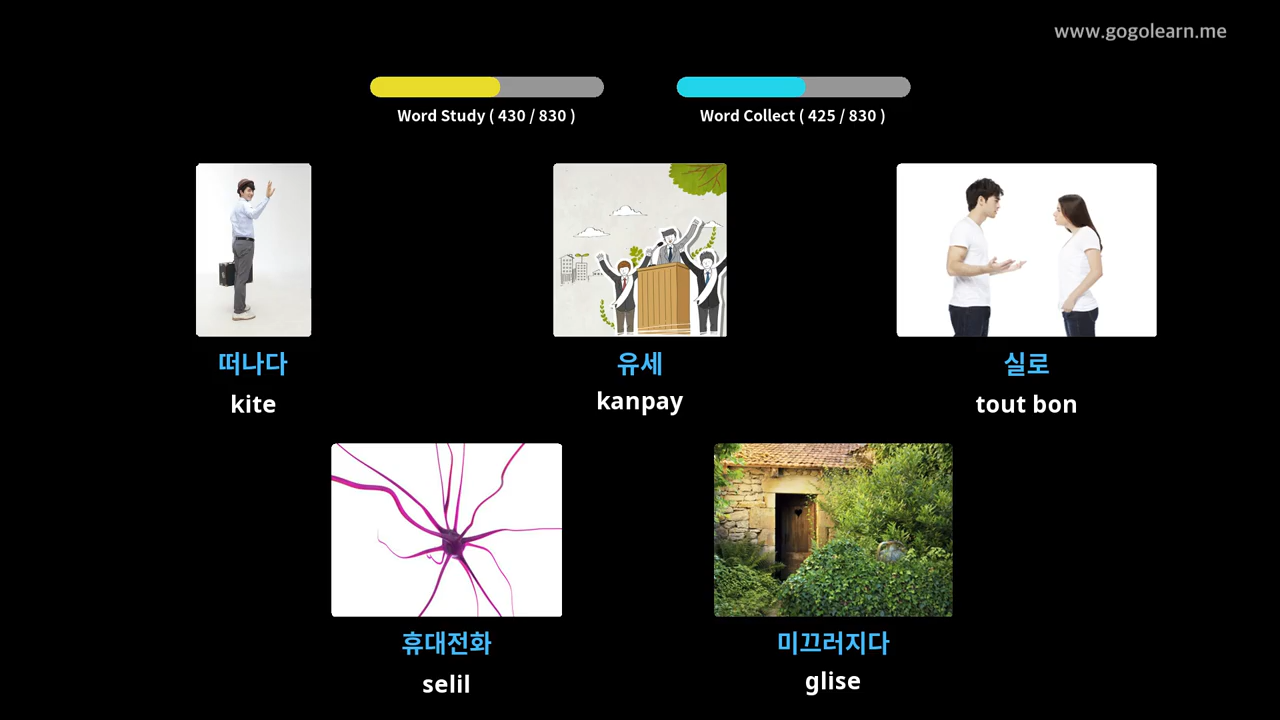 www.gogolearn.me
Word Study ( 430 / 830 )
Word Collect ( 425 / 830 )
떠나다
kite
유세
kanpay
실로
tout bon
휴대전화
selil
미끄러지다
glise